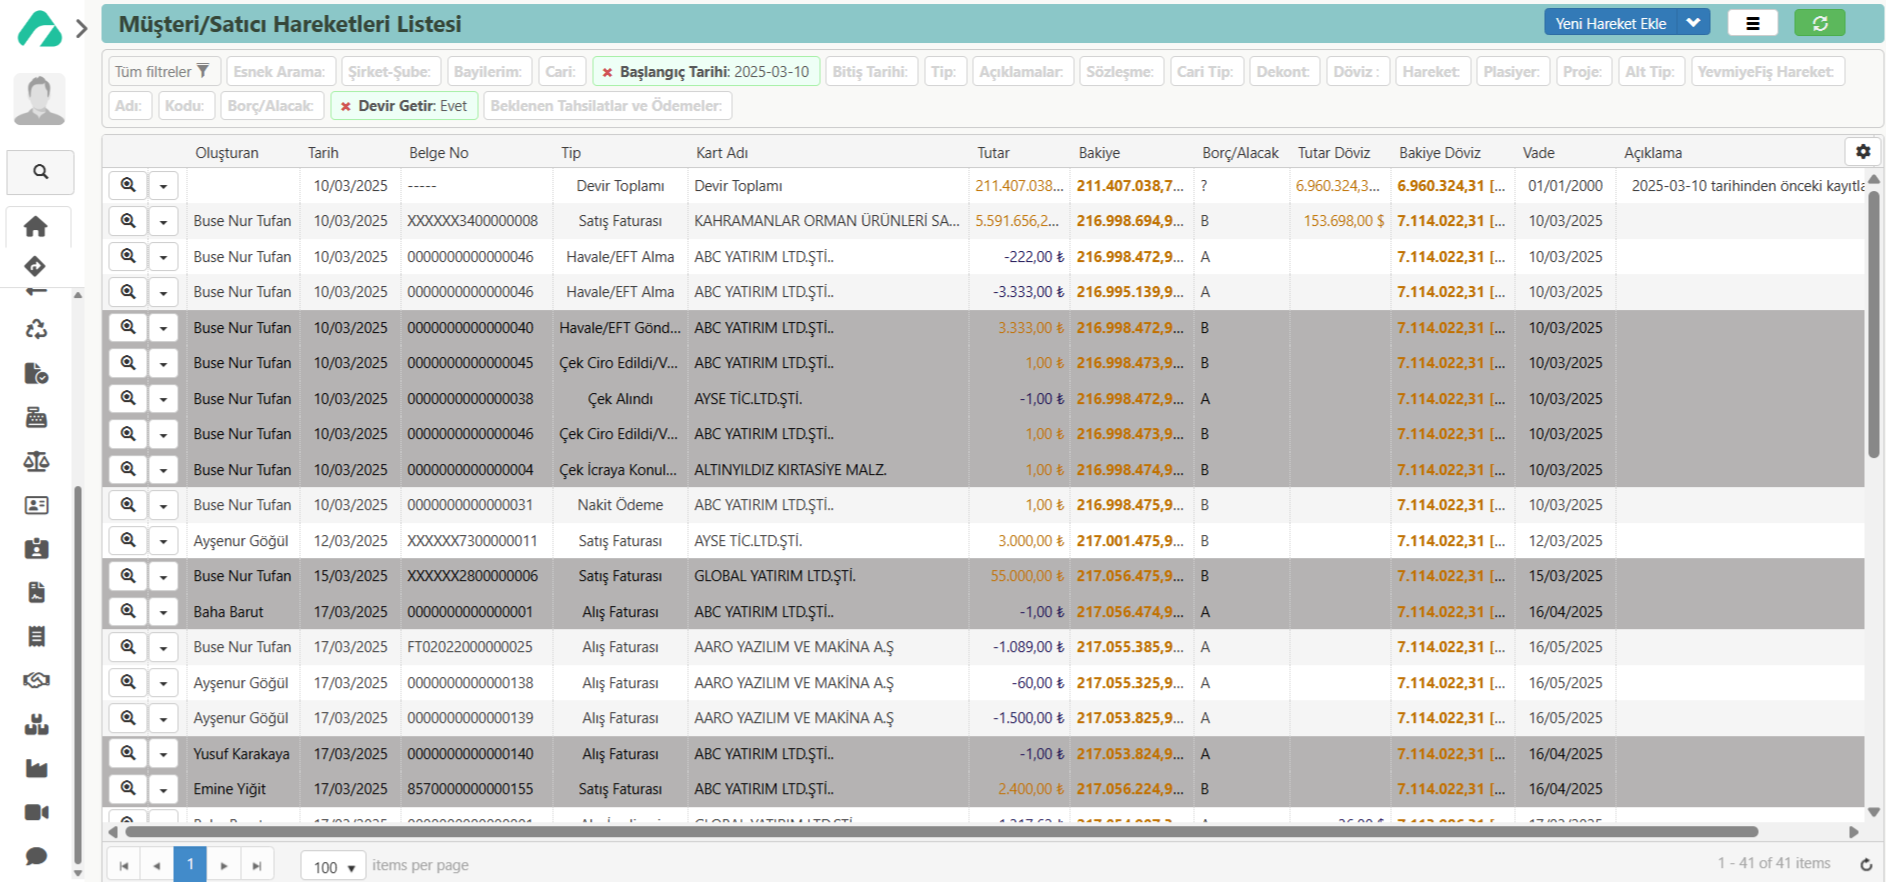 Müşteri/Satıcı Hareketleri Listesi
Yeni Hareket Ekle
Tüm filtreler Esnek Arama: Şirket-Şube: Bayilerim: Cari: × Başlangıç Tarihi: 2025-03-10 Bitiş Tarihi: Tip: Açıklamalar: Sözleşme: Cari Tip: Dekont: Döviz : Hareket: Plasiyer: Proje: Alt Tip: YevmiyeFiş Hareket:
Adı: Kodu: Borç/Alacak: × Devir Getir: Evet Beklenen Tahsilatlar ve Ödemeler:
Oluşturan Tarih Belge No Tip Kart Adı Tutar Bakiye Borç/Alacak Tutar Döviz Bakiye Döviz Vade Açıklama
10/03/2025 ----- Devir Toplamı Devir Toplamı 211.407.038... 211.407.038,7... ? 6.960.324,3... 6.960.324,31 [... 01/01/2000 2025-03-10 tarihinden önceki kayıtla
Buse Nur Tufan 10/03/2025 XXXXXX3400000008 Satış Faturası KAHRAMANLAR ORMAN ÜRÜNLERİ SA... 5.591.656,2... 216.998.694,9... B 153.698,00 $ 7.114.022,31 [... 10/03/2025
Buse Nur Tufan 10/03/2025 0000000000000046 Havale/EFT Alma ABC YATIRIM LTD.ŞTİ.. -222,00 ₺ 216.998.472,9... A 7.114.022,31 [... 10/03/2025
Buse Nur Tufan 10/03/2025 0000000000000046 Havale/EFT Alma ABC YATIRIM LTD.ŞTİ.. -3.333,00 ₺ 216.995.139,9... A 7.114.022,31 [... 10/03/2025
Buse Nur Tufan 10/03/2025 0000000000000040 Havale/EFT Gönd... ABC YATIRIM LTD.ŞTİ.. 3.333,00 ₺ 216.998.472,9... B 7.114.022,31 [... 10/03/2025
Buse Nur Tufan 10/03/2025 0000000000000045 Çek Ciro Edildi/V... ABC YATIRIM LTD.ŞTİ.. 1,00 ₺ 216.998.473,9... B 7.114.022,31 [... 10/03/2025
Buse Nur Tufan 10/03/2025 0000000000000038 Çek Alındı AYSE TİC.LTD.ŞTİ. -1,00 ₺ 216.998.472,9... A 7.114.022,31 [... 10/03/2025
Buse Nur Tufan 10/03/2025 0000000000000046 Çek Ciro Edildi/V... ABC YATIRIM LTD.ŞTİ.. 1,00 ₺ 216.998.473,9... B 7.114.022,31 [... 10/03/2025
Buse Nur Tufan 10/03/2025 0000000000000004 Çek İcraya Konul... ALTINYILDIZ KIRTASİYE MALZ. 1,00 ₺ 216.998.474,9... B 7.114.022,31 [... 10/03/2025
Buse Nur Tufan 10/03/2025 0000000000000031 Nakit Ödeme ABC YATIRIM LTD.ŞTİ.. 1,00 ₺ 216.998.475,9... B 7.114.022,31 [... 10/03/2025
Ayşenur Göğül 12/03/2025 XXXXXX7300000011 Satış Faturası AYSE TİC.LTD.ŞTİ. 3.000,00 ₺ 217.001.475,9... B 7.114.022,31 [... 12/03/2025
Buse Nur Tufan 15/03/2025 XXXXXX2800000006 Satış Faturası GLOBAL YATIRIM LTD.ŞTİ. 55.000,00 ₺ 217.056.475,9... B 7.114.022,31 [... 15/03/2025
Baha Barut 17/03/2025 0000000000000001 Alış Faturası ABC YATIRIM LTD.ŞTİ.. -1,00 ₺ 217.056.474,9... A 7.114.022,31 [... 16/04/2025
Buse Nur Tufan 17/03/2025 FT02022000000025 Alış Faturası AARO YAZILIM VE MAKİNA A.Ş -1.089,00 ₺ 217.055.385,9... A 7.114.022,31 [... 16/05/2025
Ayşenur Göğül 17/03/2025 0000000000000138 Alış Faturası AARO YAZILIM VE MAKİNA A.Ş -60,00 ₺ 217.055.325,9... A 7.114.022,31 [... 16/05/2025
Ayşenur Göğül 17/03/2025 0000000000000139 Alış Faturası AARO YAZILIM VE MAKİNA A.Ş -1.500,00 ₺ 217.053.825,9... A 7.114.022,31 [... 16/05/2025
Yusuf Karakaya 17/03/2025 0000000000000140 Alış Faturası ABC YATIRIM LTD.ŞTİ.. -1,00 ₺ 217.053.824,9... A 7.114.022,31 [... 16/04/2025
Emine Yiğit 17/03/2025 8570000000000155 Satış Faturası ABC YATIRIM LTD.ŞTİ.. 2.400,00 ₺ 217.056.224,9... B 7.114.022,31 [... 16/04/2025
1 100 items per page 1 - 41 of 41 items